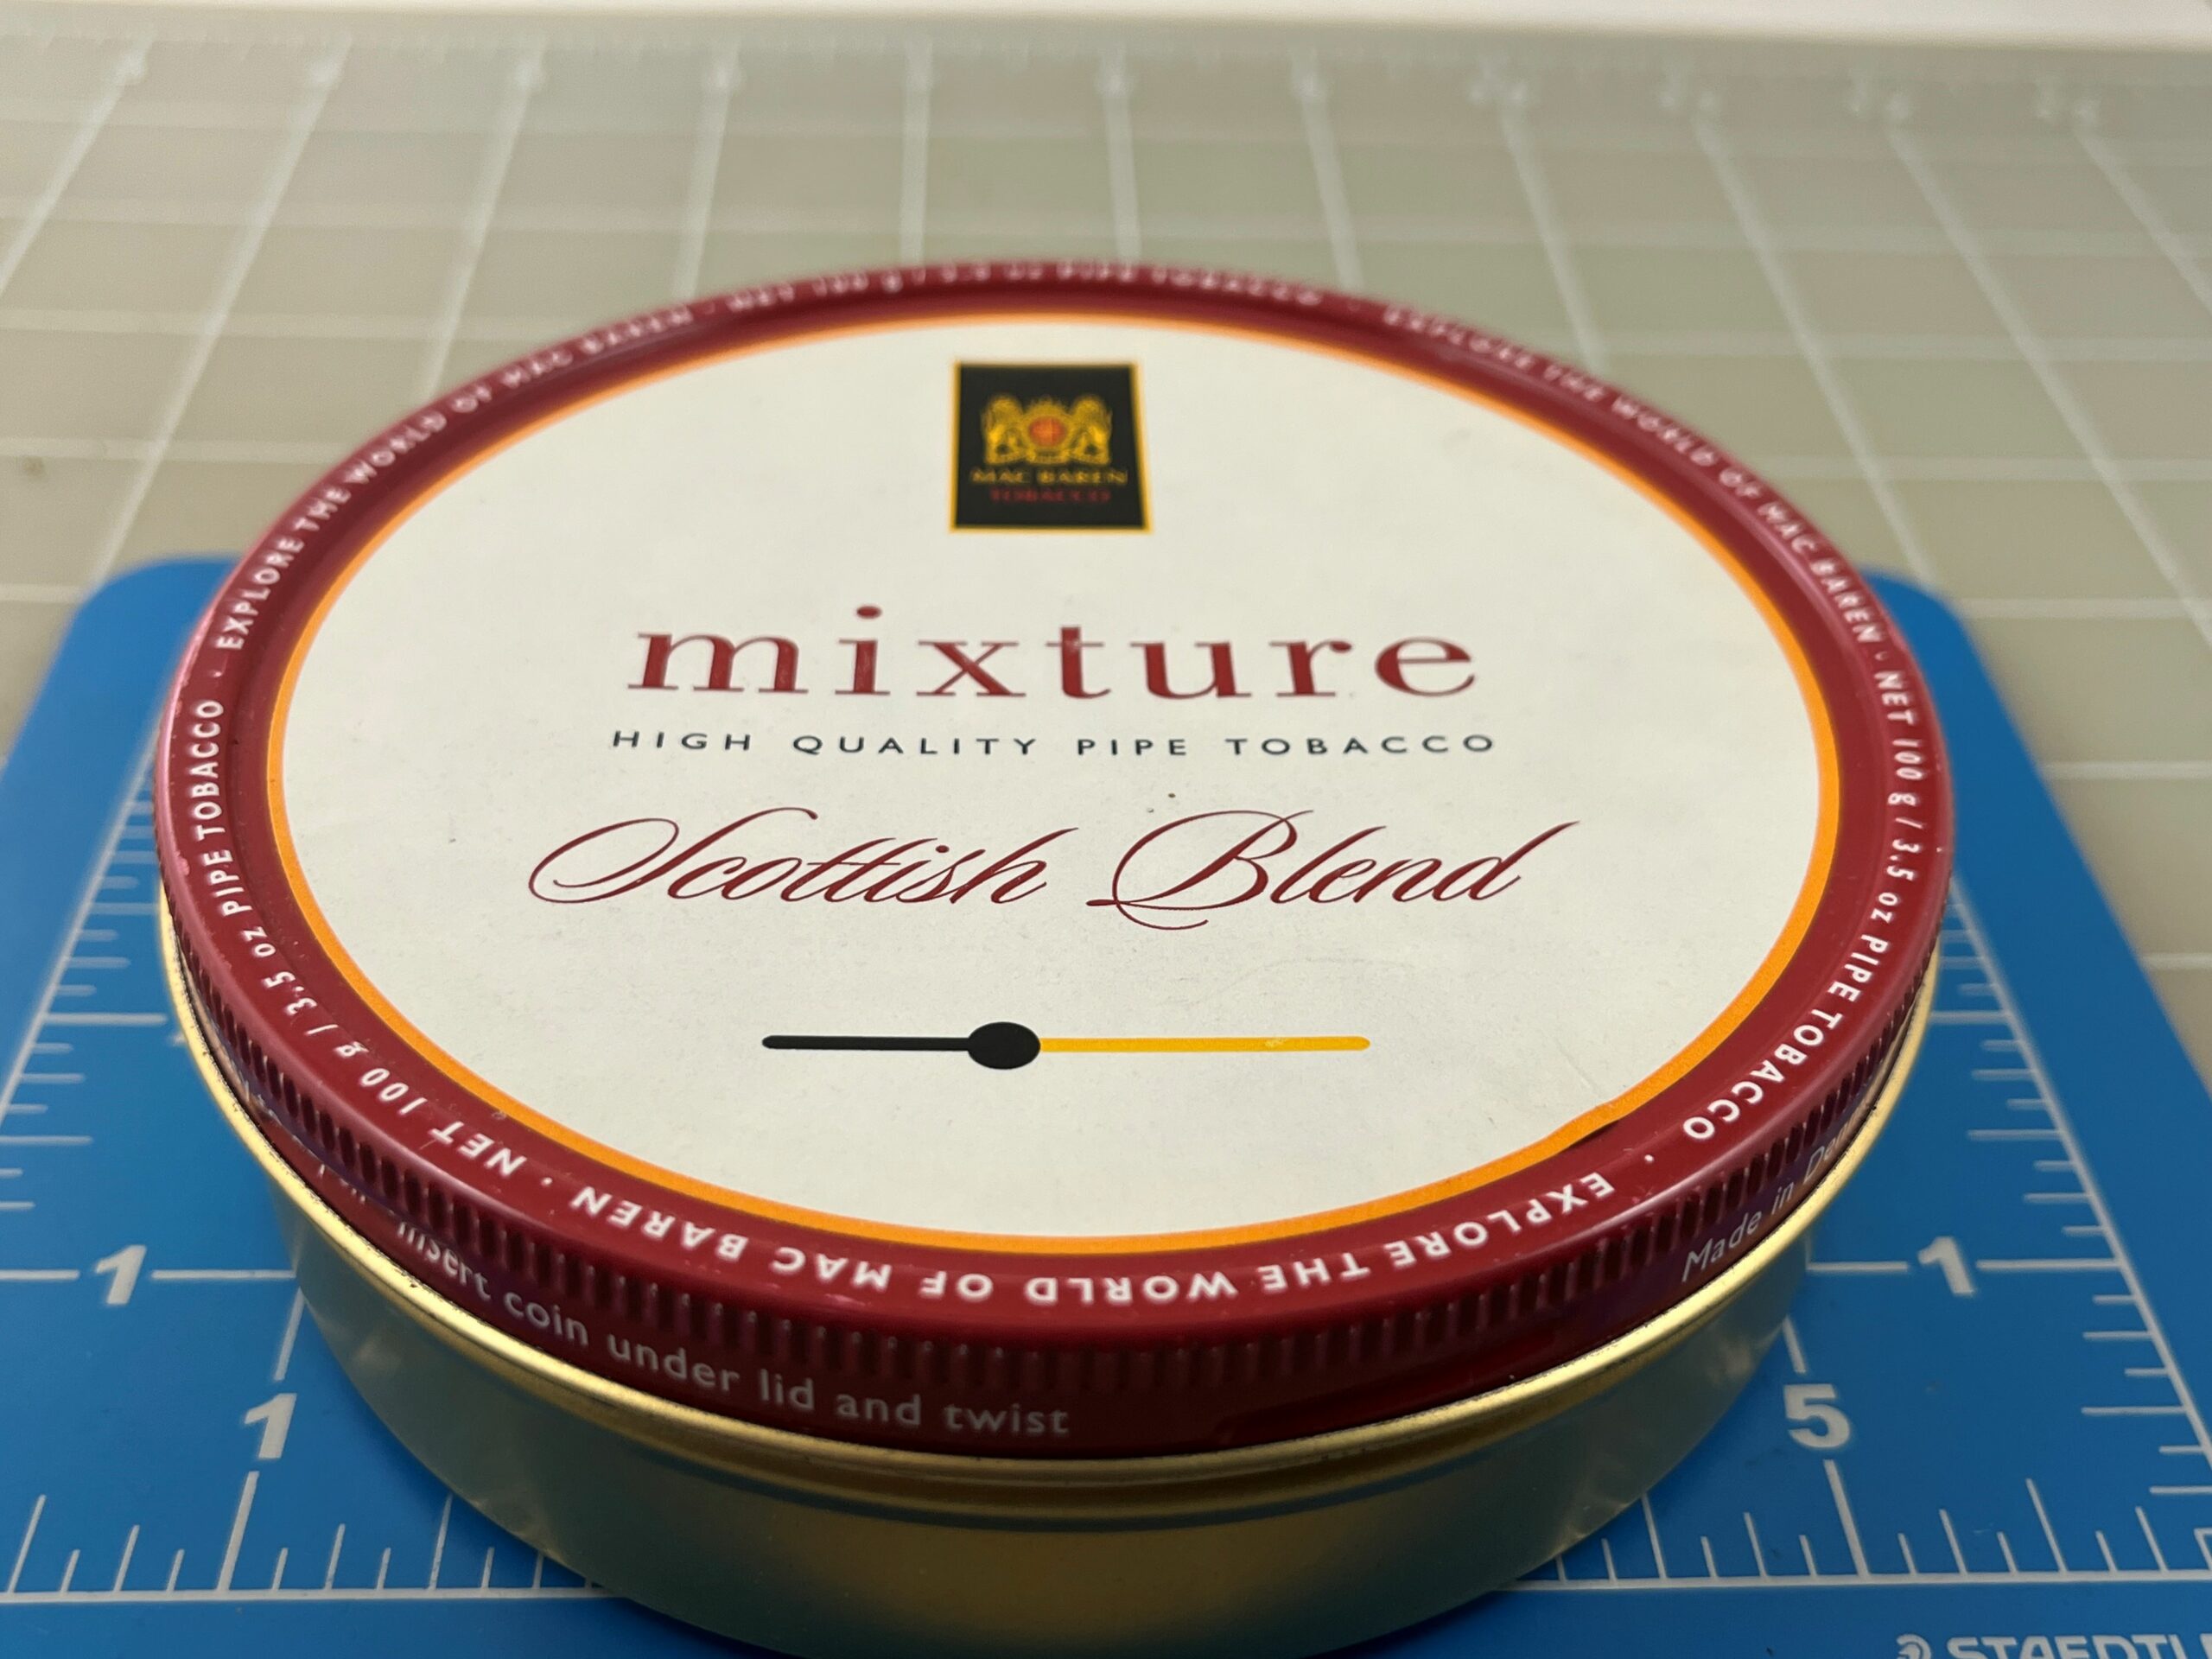 MAC BAREN
TOBACCO
mixture
HIGH QUALITY PIPE TOBACCO
Scottish Blend
EXPLORE THE WORLD OF MAC BAREN · NET 100 g / 3.5 oz PIPE TOBACCO ·
EXPLORE THE WORLD OF MAC BAREN · NET 100 g / 3.5 oz PIPE TOBACCO ·
EXPLORE THE WORLD OF MAC BAREN · NET 100 g / 3.5 oz PIPE TOBACCO ·
Insert coin under lid and twist
Made in
1
1
1
5